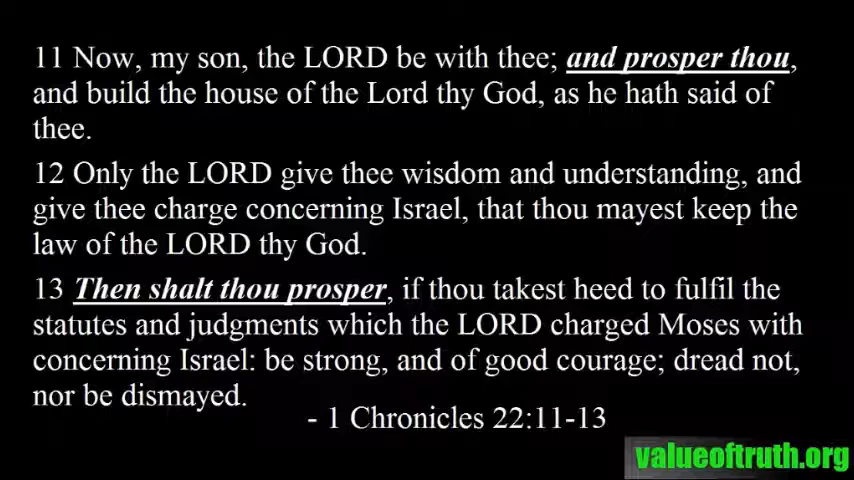 11 Now, my son, the LORD be with thee; and prosper thou,
and build the house of the Lord thy God, as he hath said of
thee.
12 Only the LORD give thee wisdom and understanding, and
give thee charge concerning Israel, that thou mayest keep the
law of the LORD thy God.
13 Then shalt thou prosper, if thou takest heed to fulfil the
statutes and judgments which the LORD charged Moses with
concerning Israel: be strong, and of good courage; dread not,
nor be dismayed.
- 1 Chronicles 22:11-13
valueoftruth.org